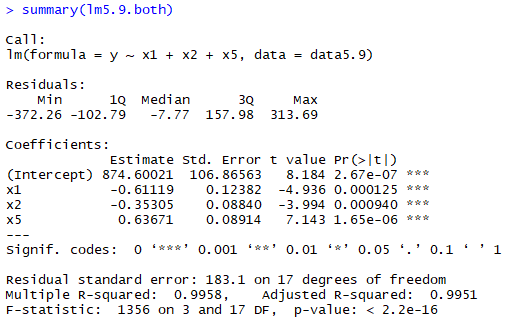 > summary(lm5.9.both)
Call:
lm(formula = y ~ x1 + x2 + x5, data = data5.9)
Residuals:
    Min      1Q  Median      3Q     Max
-372.26 -102.79   -7.77  157.98  313.69
Coefficients:
             Estimate Std. Error t value Pr(>|t|)
(Intercept) 874.60021  106.86563   8.184 2.67e-07 ***
x1           -0.61119    0.12382  -4.936 0.000125 ***
x2           -0.35305    0.08840  -3.994 0.000940 ***
x5            0.63671    0.08914   7.143 1.65e-06 ***
---
Signif. codes:  0 ‘***’ 0.001 ‘**’ 0.01 ‘*’ 0.05 ‘.’ 0.1 ‘ ’ 1
Residual standard error: 183.1 on 17 degrees of freedom
Multiple R-squared:  0.9958,    Adjusted R-squared:  0.9951
F-statistic:  1356 on 3 and 17 DF,  p-value: < 2.2e-16